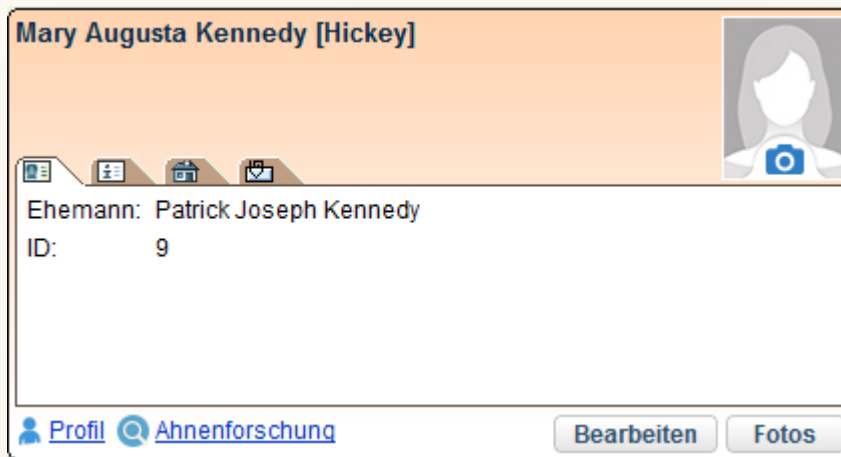 Mary Augusta Kennedy [Hickey]
Ehemann: Patrick Joseph Kennedy
ID: 9
Profil Ahnenforschung Bearbeiten Fotos